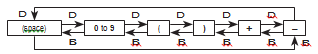 D
D D D D D
(space) 0 to 9 ( ) + −
B B B B B B